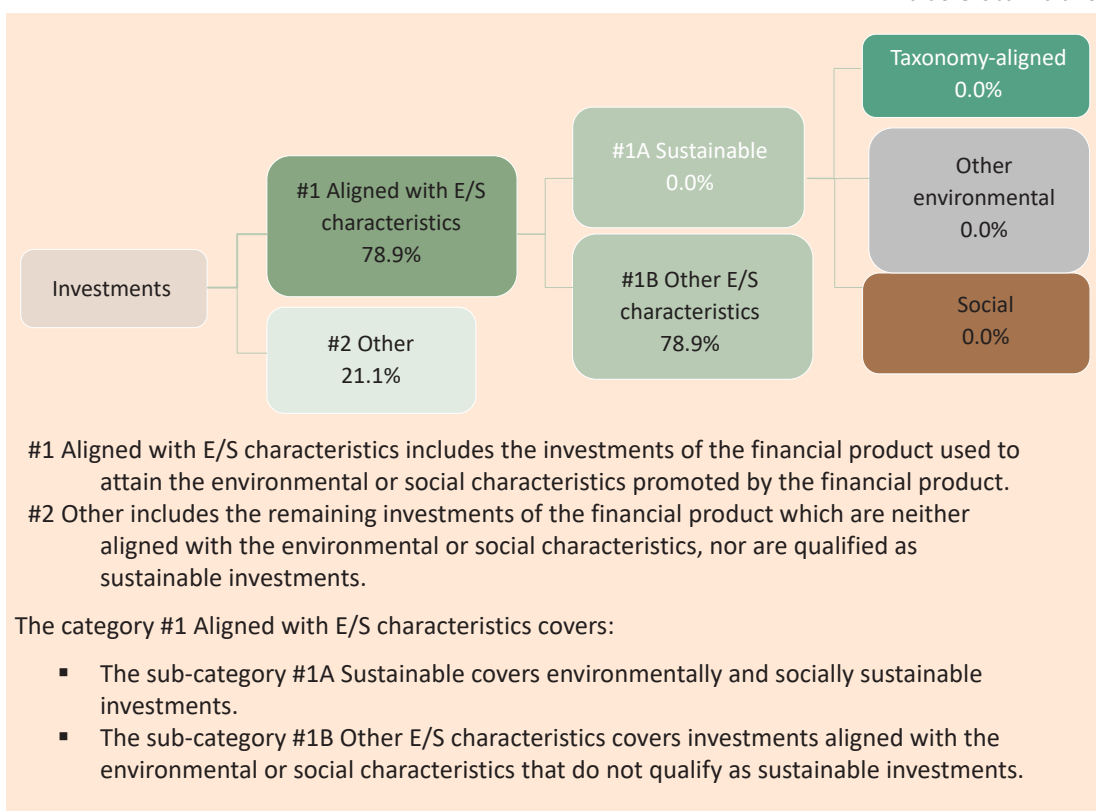 Taxonomy-aligned
0.0%
#1A Sustainable
0.0%
Other
environmental
0.0%
#1 Aligned with E/S
characteristics
78.9%
Investments
#1B Other E/S
characteristics
78.9%
Social
0.0%
#2 Other
21.1%
#1 Aligned with E/S characteristics includes the investments of the financial product used to
attain the environmental or social characteristics promoted by the financial product.
#2 Other includes the remaining investments of the financial product which are neither
aligned with the environmental or social characteristics, nor are qualified as
sustainable investments.
The category #1 Aligned with E/S characteristics covers:
▪ The sub-category #1A Sustainable covers environmentally and socially sustainable
investments.
▪ The sub-category #1B Other E/S characteristics covers investments aligned with the
environmental or social characteristics that do not qualify as sustainable investments.